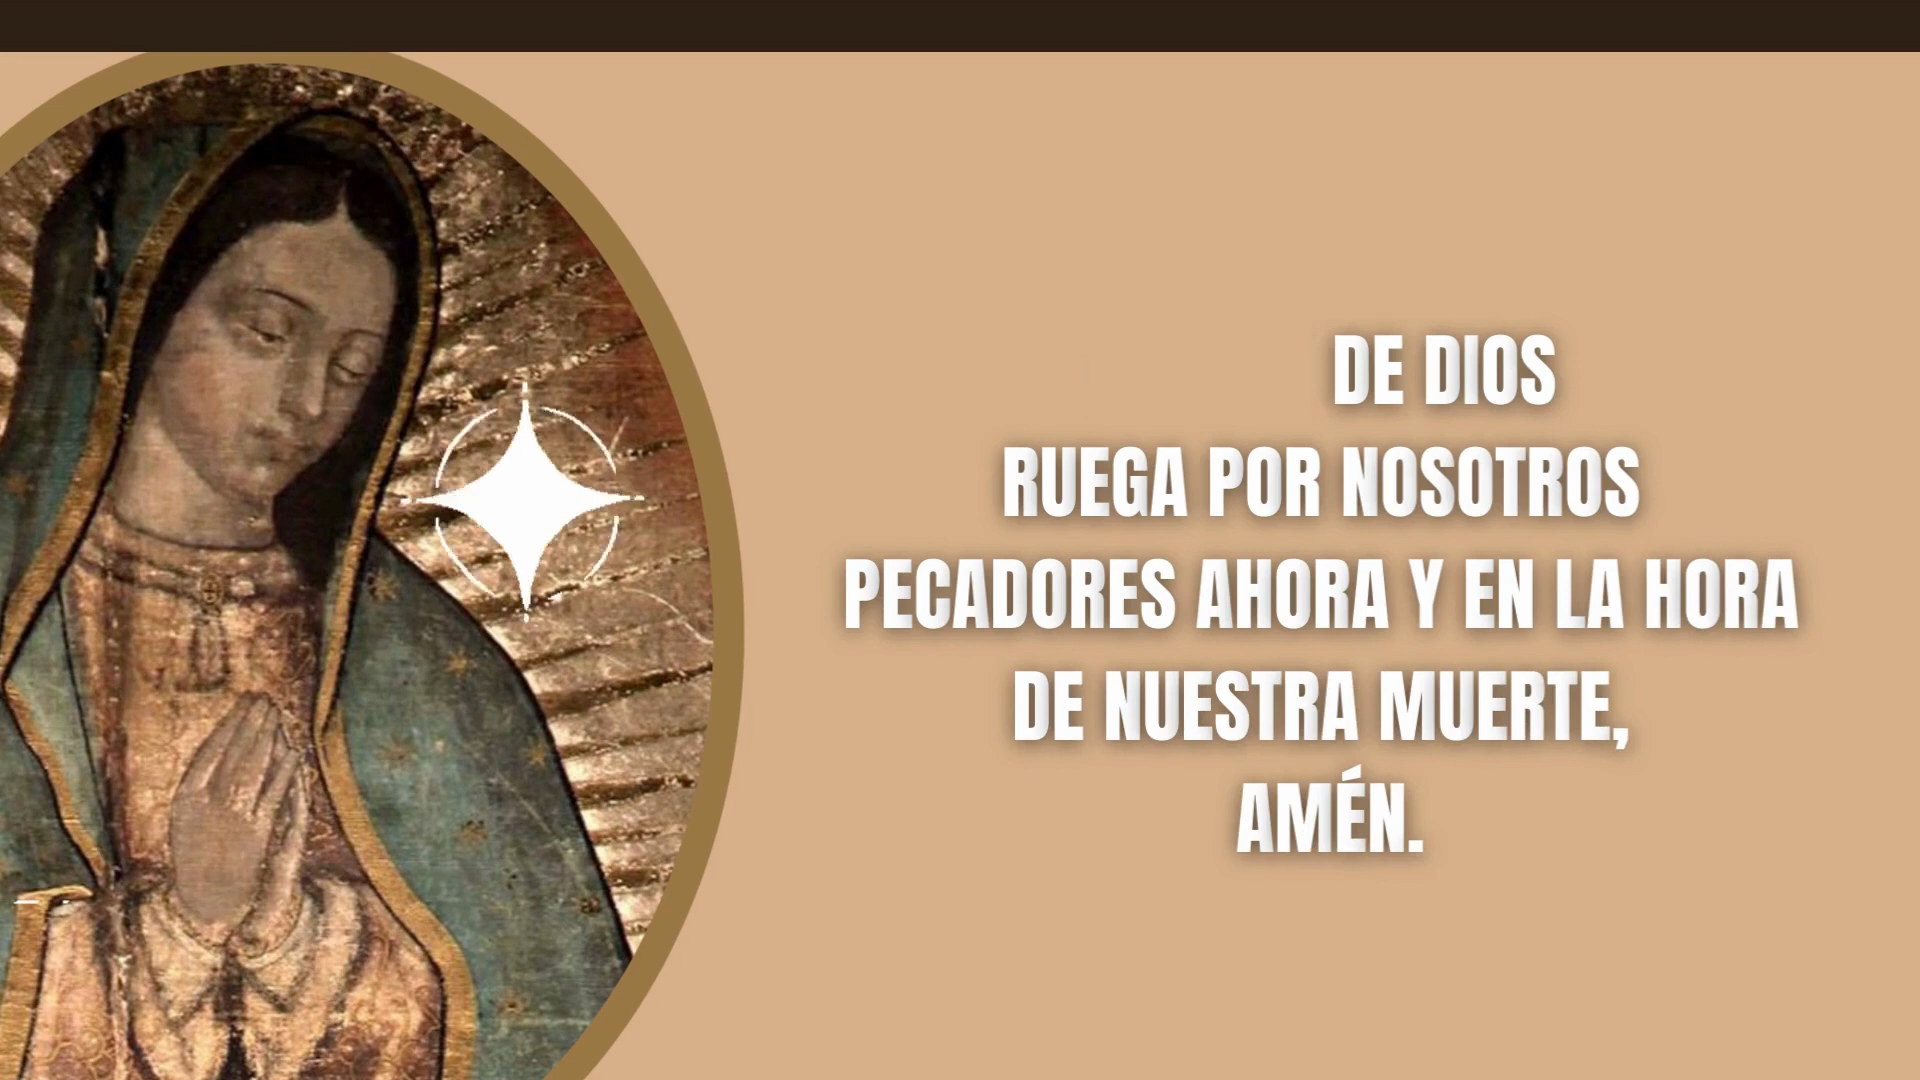 DE DIOS
RUEGA POR NOSOTROS
PECADORES AHORA Y EN LA HORA
DE NUESTRA MUERTE,
AMÉN.